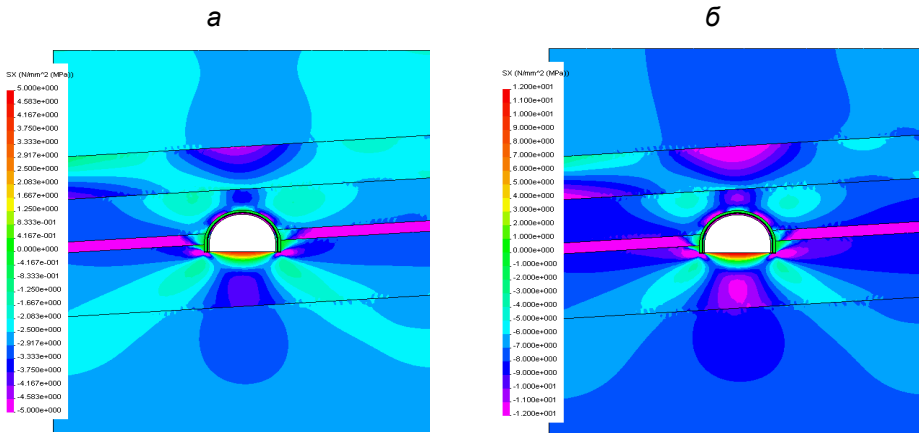 а
б
SX (N/mm^2 (MPa))
5.000e+000
4.583e+000
4.167e+000
3.750e+000
3.333e+000
2.917e+000
2.500e+000
2.083e+000
1.667e+000
1.250e+000
8.333e-001
4.167e-001
0.000e+000
-4.167e-001
-8.333e-001
-1.250e+000
-1.667e+000
-2.083e+000
-2.500e+000
-2.917e+000
-3.333e+000
-3.750e+000
-4.167e+000
-4.583e+000
-5.000e+000
SX (N/mm^2 (MPa))
1.200e+001
1.100e+001
1.000e+001
9.000e+000
8.000e+000
7.000e+000
6.000e+000
5.000e+000
4.000e+000
3.000e+000
2.000e+000
1.000e+000
0.000e+000
-1.000e+000
-2.000e+000
-3.000e+000
-4.000e+000
-5.000e+000
-6.000e+000
-7.000e+000
-8.000e+000
-9.000e+000
-1.000e+001
-1.100e+001
-1.200e+001